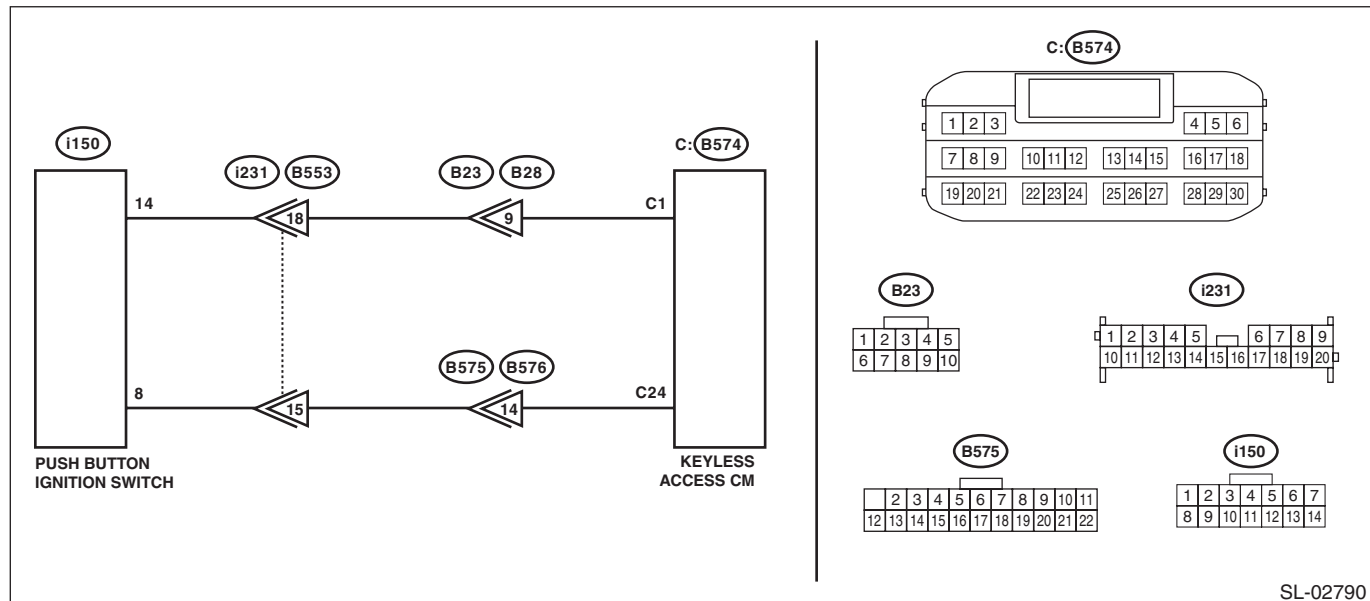 i150
14
8
PUSH BUTTON
IGNITION SWITCH
i231 B553
18
15
B23 B28
9
B575 B576
14
C: B574
C1
C24
KEYLESS
ACCESS CM
C: B574
1 2 3 4 5 6
7 8 9 10 11 12 13 14 15 16 17 18
19 20 21 22 23 24 25 26 27 28 29 30
B23
1 2 3 4 5
6 7 8 9 10
i231
1 2 3 4 5 6 7 8 9
10 11 12 13 14 15 16 17 18 19 20
B575
2 3 4 5 6 7 8 9 10 11
12 13 14 15 16 17 18 19 20 21 22
i150
1 2 3 4 5 6 7
8 9 10 11 12 13 14
SL-02790